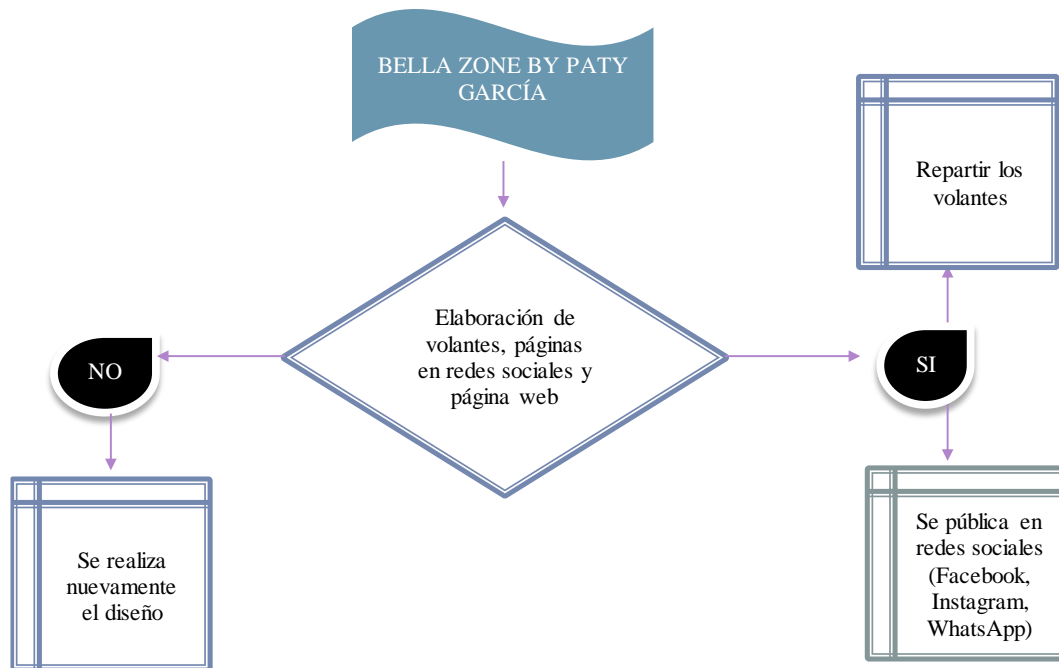 BELLA ZONE BY PATY
GARCÍA
Repartir los
volantes
Elaboración de
volantes, páginas
en redes sociales y
página web
NO
SI
Se realiza
nuevamente
el diseño
Se pública en
redes sociales
(Facebook,
Instagram,
WhatsApp)